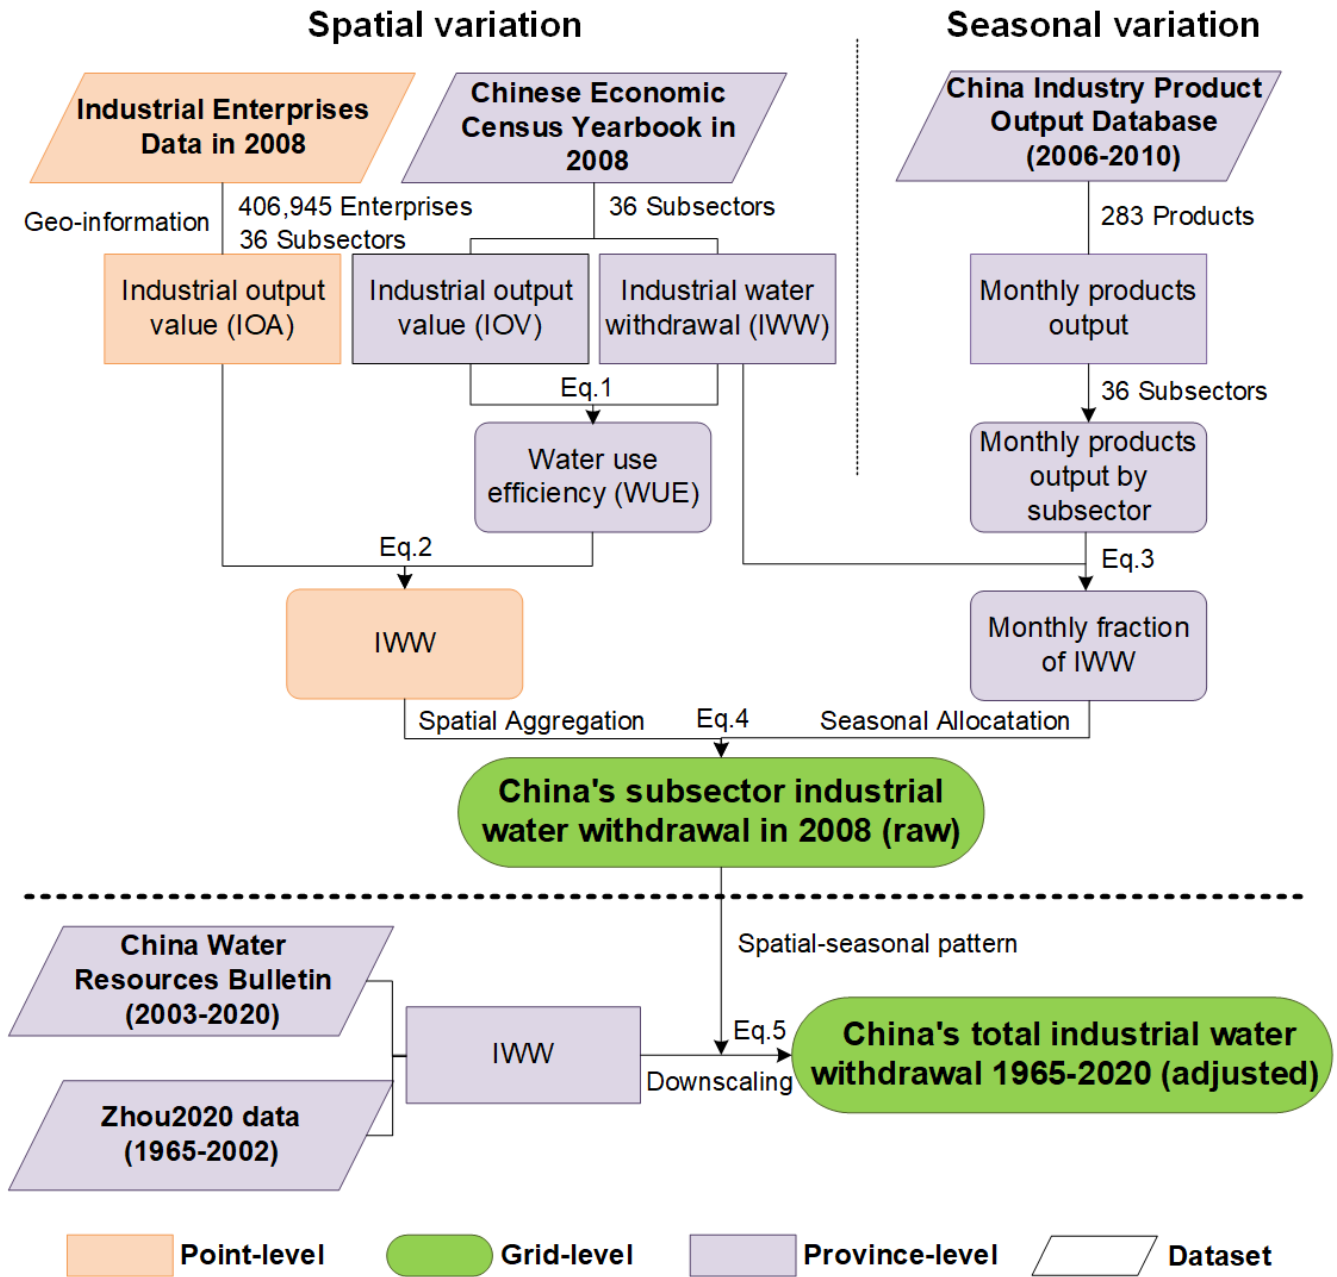 Spatial variation
Seasonal variation
Industrial Enterprises
Data in 2008
Chinese Economic
Census Yearbook in
2008
China Industry Product
Output Database
(2006-2010)
Geo-information
406,945 Enterprises
36 Subsectors
36 Subsectors
283 Products
Industrial output
value (IOA)
Industrial output
value (IOV)
Industrial water
withdrawal (IWW)
Monthly products
output
Eq.1
36 Subsectors
Water use
efficiency (WUE)
Monthly products
output by
subsector
Eq.2
Eq.3
IWW
Monthly fraction
of IWW
Spatial Aggregation
Eq.4
Seasonal Allocatation
China's subsector industrial
water withdrawal in 2008 (raw)
China Water
Resources Bulletin
(2003-2020)
Spatial-seasonal pattern
IWW
Eq.5
Downscaling
China's total industrial water
withdrawal 1965-2020 (adjusted)
Zhou2020 data
(1965-2002)
Point-level
Grid-level
Province-level
Dataset